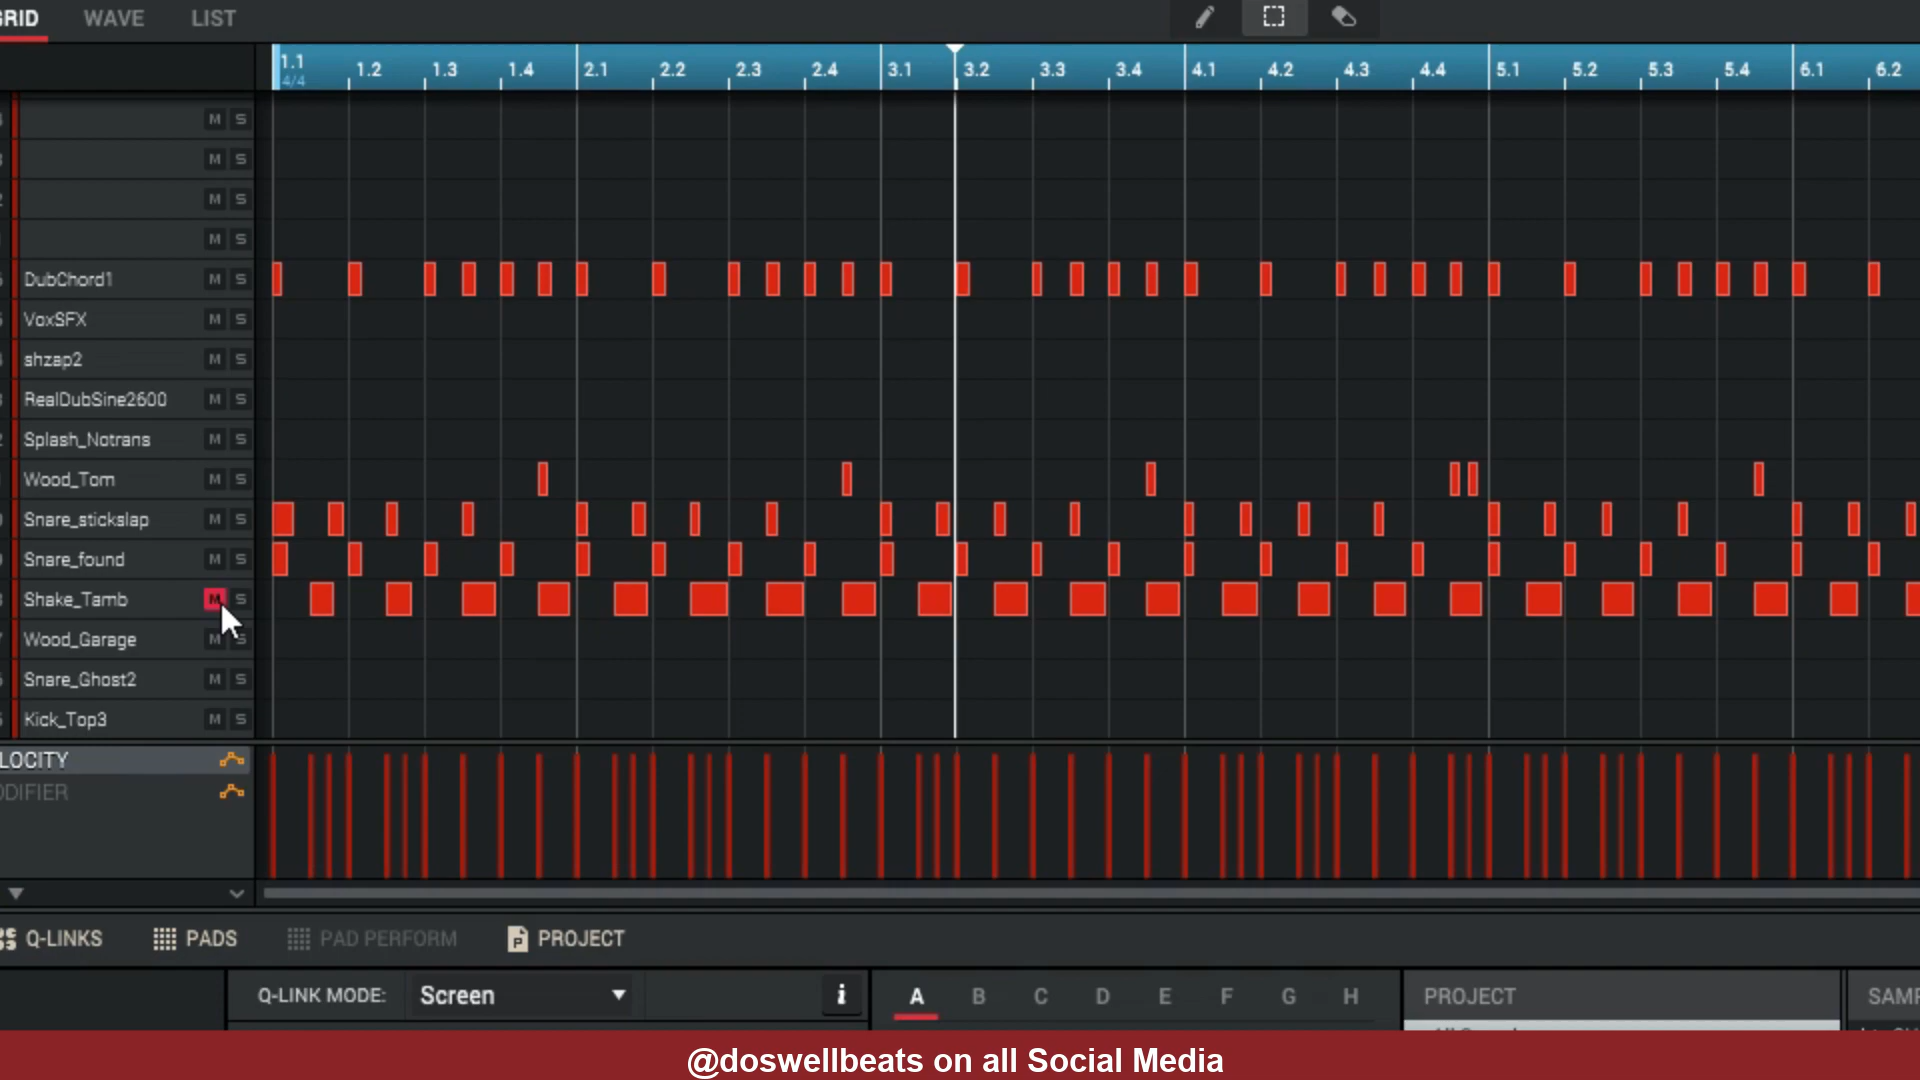 GRID WAVE LIST
1.1 1.2 1.3 1.4 2.1 2.2 2.3 2.4 3.1 3.2 3.3 3.4 4.1 4.2 4.3 4.4 5.1 5.2 5.3 5.4 6.1 6.2
4/4
M S
M S
M S
M S
DubChord1 M S
VoxSFX M S
shzap2 M S
RealDubSine2600 M S
Splash_Notrans M S
Wood_Tom M S
Snare_stickslap M S
Snare_found M S
Shake_Tamb M S
Wood_Garage M S
Snare_Ghost2 M S
Kick_Top3 M S
LOCITY
ODIFIER
Q-LINKS PADS PAD PERFORM PROJECT
Q-LINK MODE: Screen i A B C D E F G H PROJECT SAMP
@doswellbeats on all Social Media